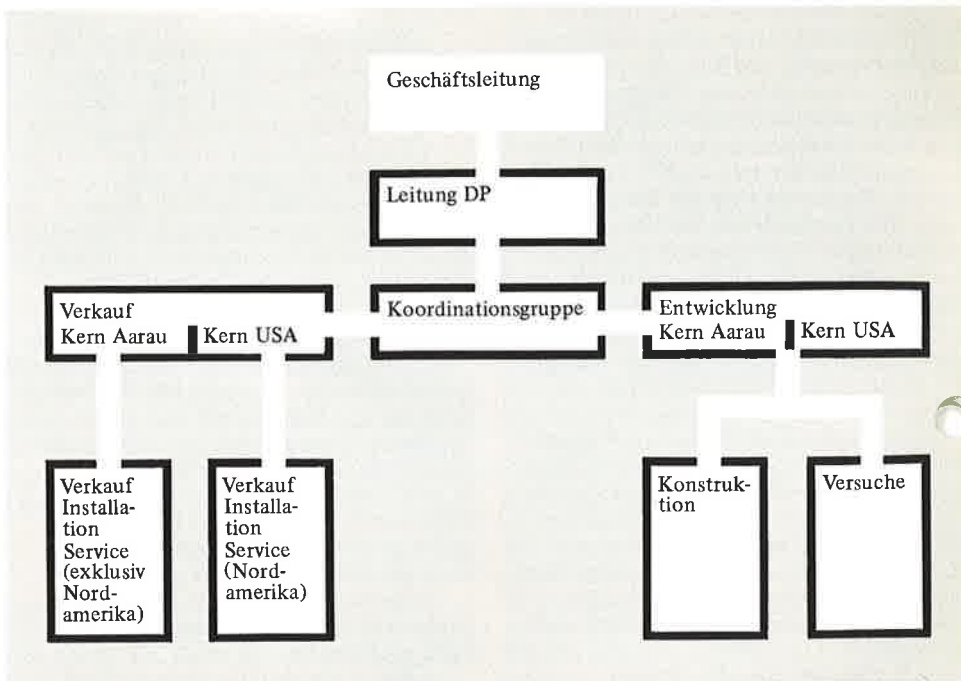 Geschäftsleitung
Leitung DP
Koordinationsgruppe
Verkauf
Kern Aarau Kern USA
Entwicklung
Kern Aarau Kern USA
Verkauf
Installa-
tion
Service
(exklusiv
Nord-
amerika)
Verkauf
Installa-
tion
Service
(Nord-
amerika)
Konstruk-
tion
Versuche